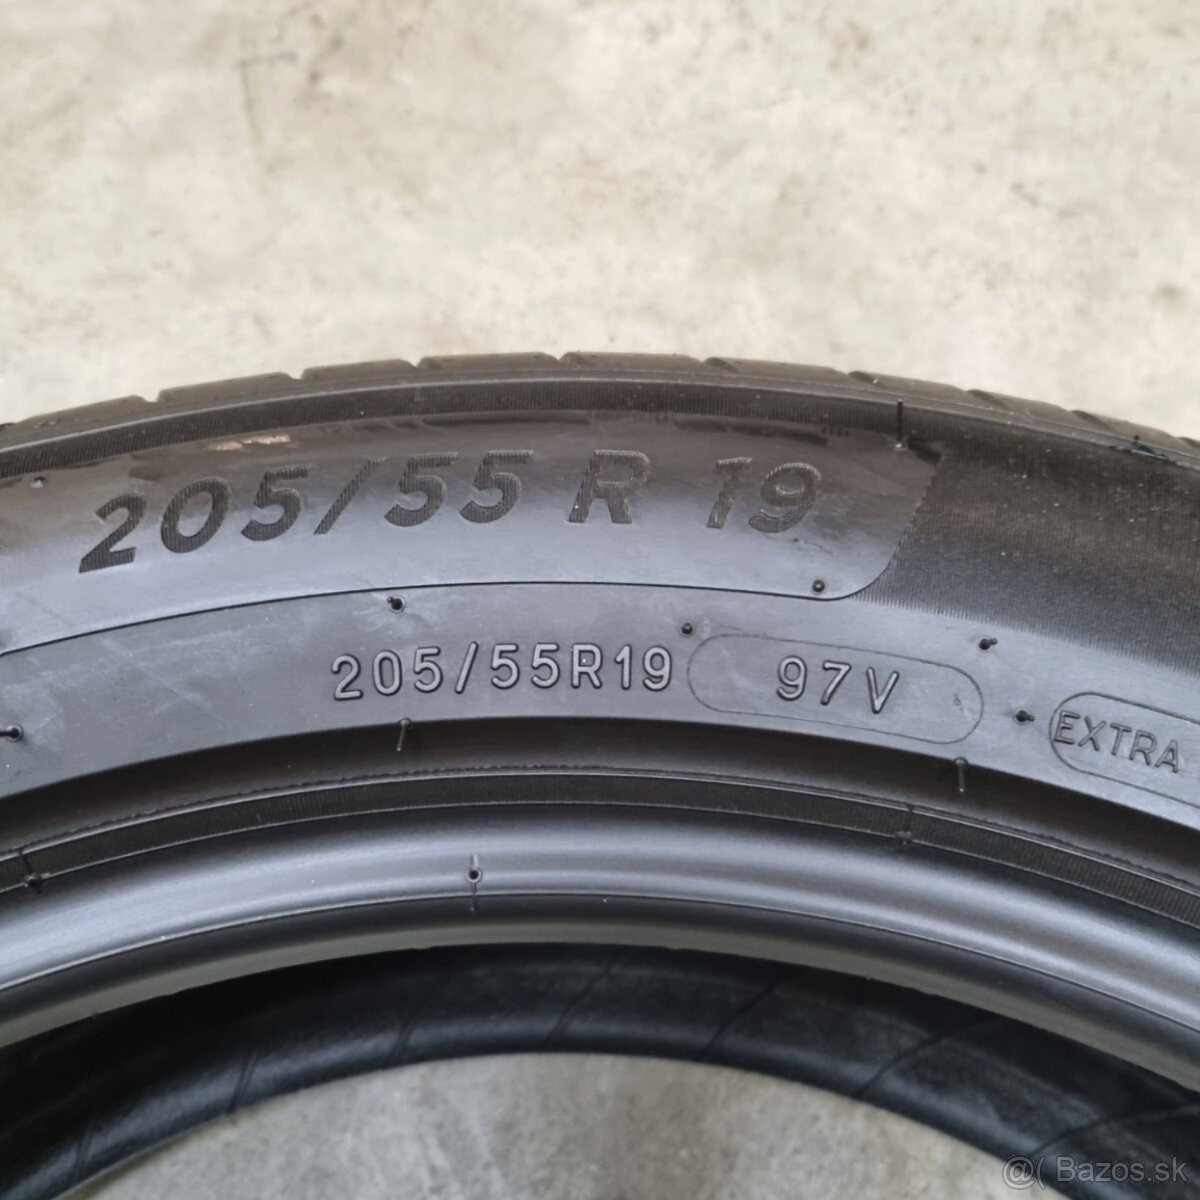 205/55 R 19
205/55R19 97V EXTRA
@( Bazos.sk